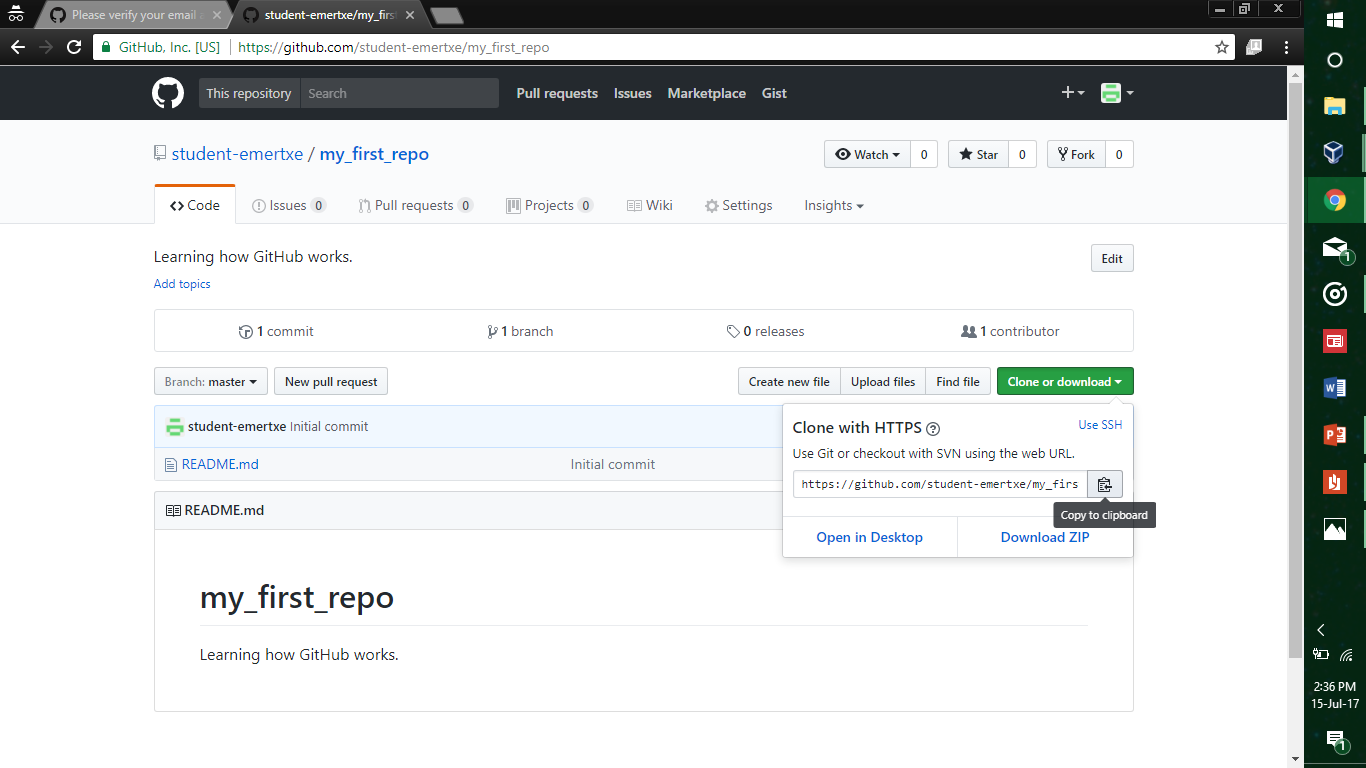 Please verify your email
student-emertxe/my_first
GitHub, Inc. [US] https://github.com/student-emertxe/my_first_repo
This repository Search Pull requests Issues Marketplace Gist
student-emertxe / my_first_repo Watch 0 Star 0 Fork 0
Code Issues 0 Pull requests 0 Projects 0 Wiki Settings Insights
Learning how GitHub works. Edit
Add topics
1 commit 1 branch 0 releases 1 contributor
Branch: master New pull request Create new file Upload files Find file Clone or download
student-emertxe Initial commit
README.md Initial commit
Clone with HTTPS Use SSH
Use Git or checkout with SVN using the web URL.
https://github.com/student-emertxe/my_firs
Copy to clipboard
Open in Desktop Download ZIP
README.md
my_first_repo
Learning how GitHub works.
1
2:36 PM
15-Jul-17
1